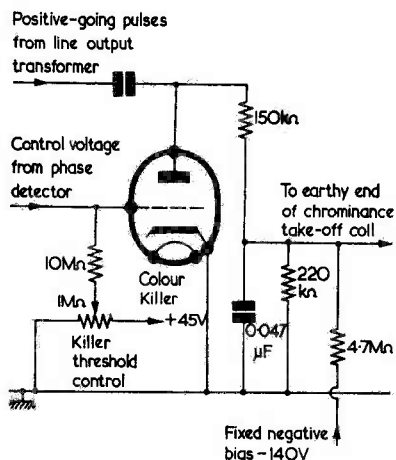 Positive-going pulses
from line output
transformer
150kΩ
Control voltage
from phase
detector
To earthy end
of chrominance
take-off coil
10MΩ
Colour
Killer
220
kΩ
1MΩ
+45V
0.047
μF
4.7MΩ
Killer
threshold
control
Fixed negative
bias -140V